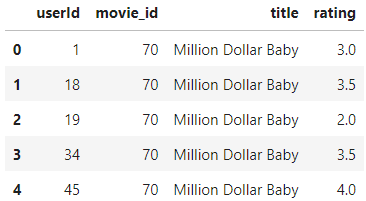 userId movie_id title rating
0 1 70 Million Dollar Baby 3.0
1 18 70 Million Dollar Baby 3.5
2 19 70 Million Dollar Baby 2.0
3 34 70 Million Dollar Baby 3.5
4 45 70 Million Dollar Baby 4.0